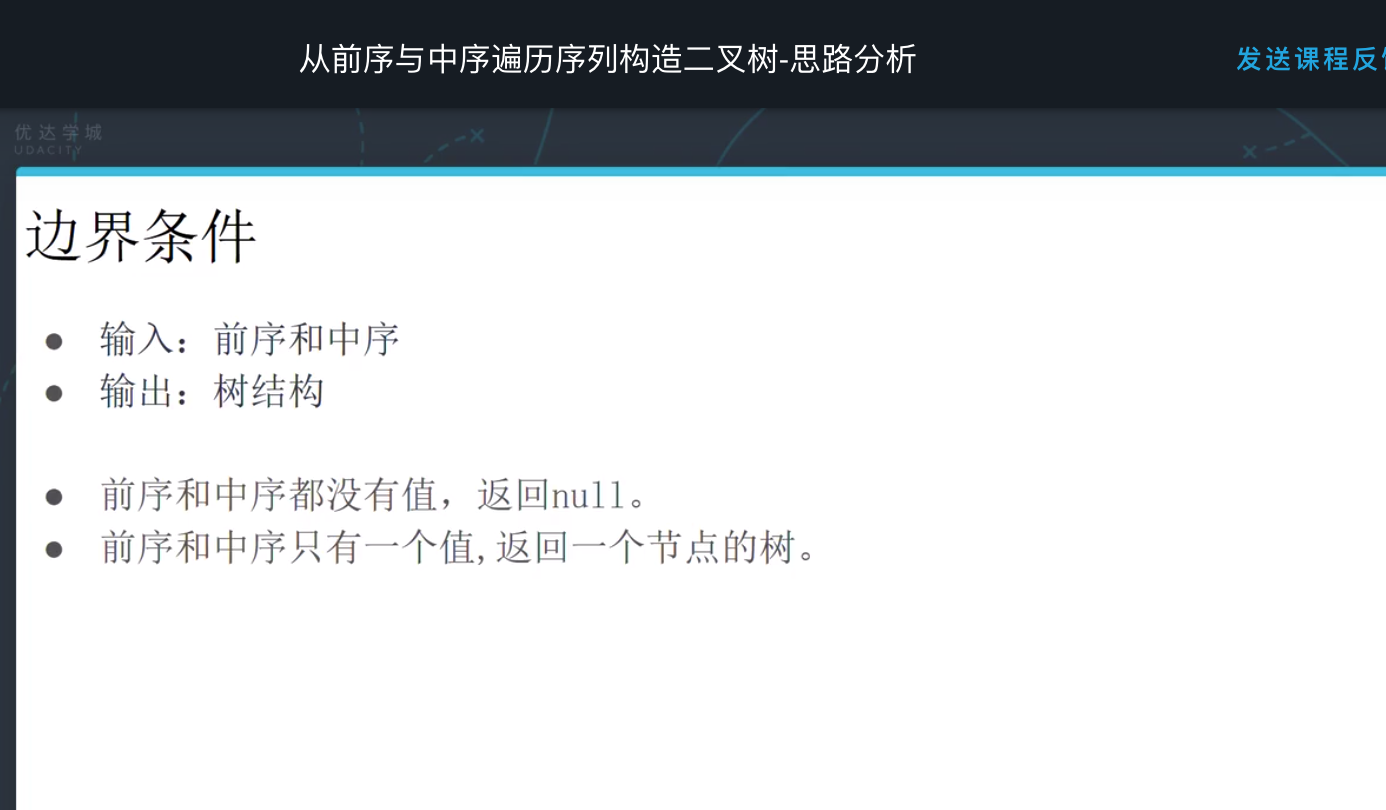 从前序与中序遍历序列构造二叉树-思路分析
发送课程反
优达学城
UDACITY
边界条件
● 输入：前序和中序
● 输出：树结构
● 前序和中序都没有值，返回null。
● 前序和中序只有一个值,返回一个节点的树。